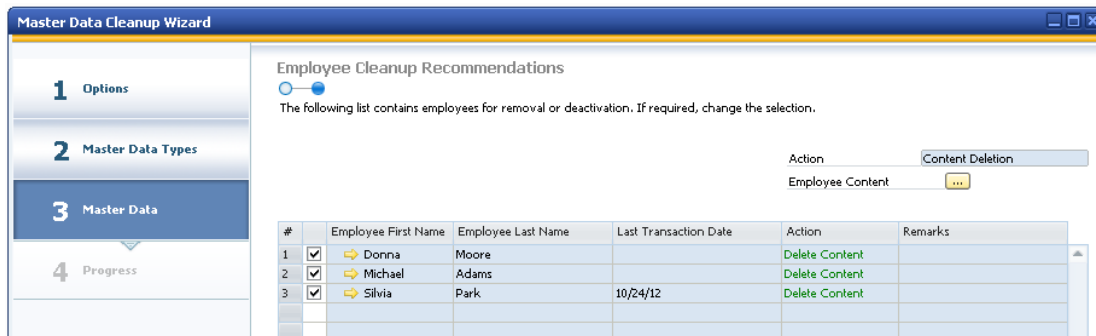 Master Data Cleanup Wizard
1 Options
2 Master Data Types
3 Master Data
4 Progress
Employee Cleanup Recommendations
The following list contains employees for removal or deactivation. If required, change the selection.
Action Content Deletion
Employee Content ...
# Employee First Name Employee Last Name Last Transaction Date Action Remarks
1 Donna Moore Delete Content
2 Michael Adams Delete Content
3 Silvia Park 10/24/12 Delete Content